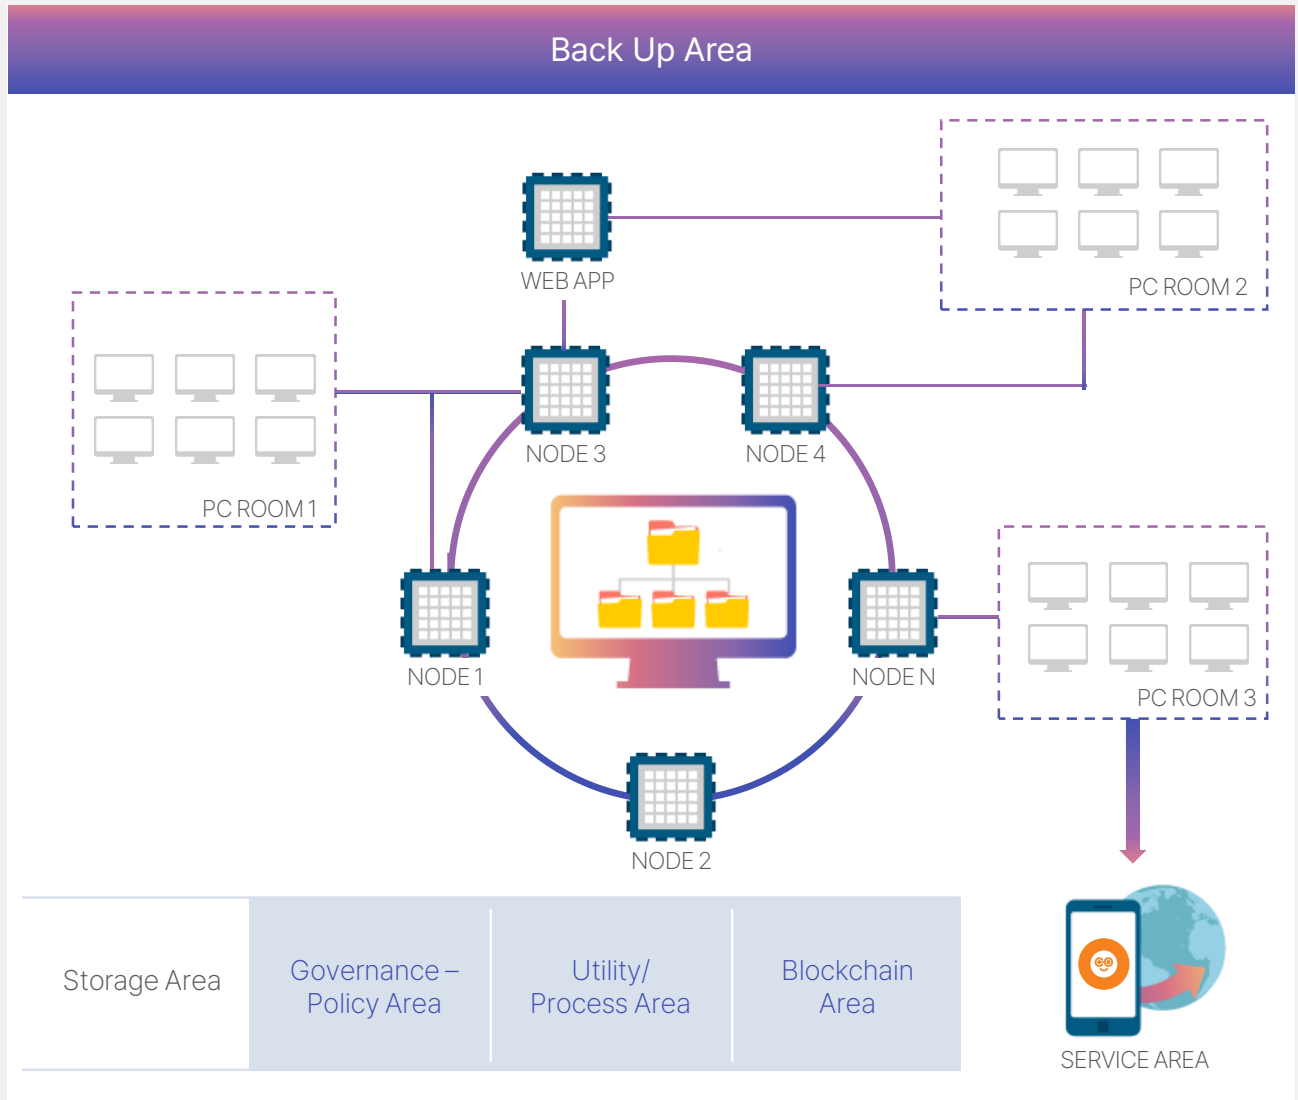 Back Up Area
WEB APP
PC ROOM 2
PC ROOM 1
NODE 3
NODE 4
NODE 1
NODE N
PC ROOM 3
NODE 2
Storage Area
Governance –
Policy Area
Utility/
Process Area
Blockchain
Area
CO
SERVICE AREA